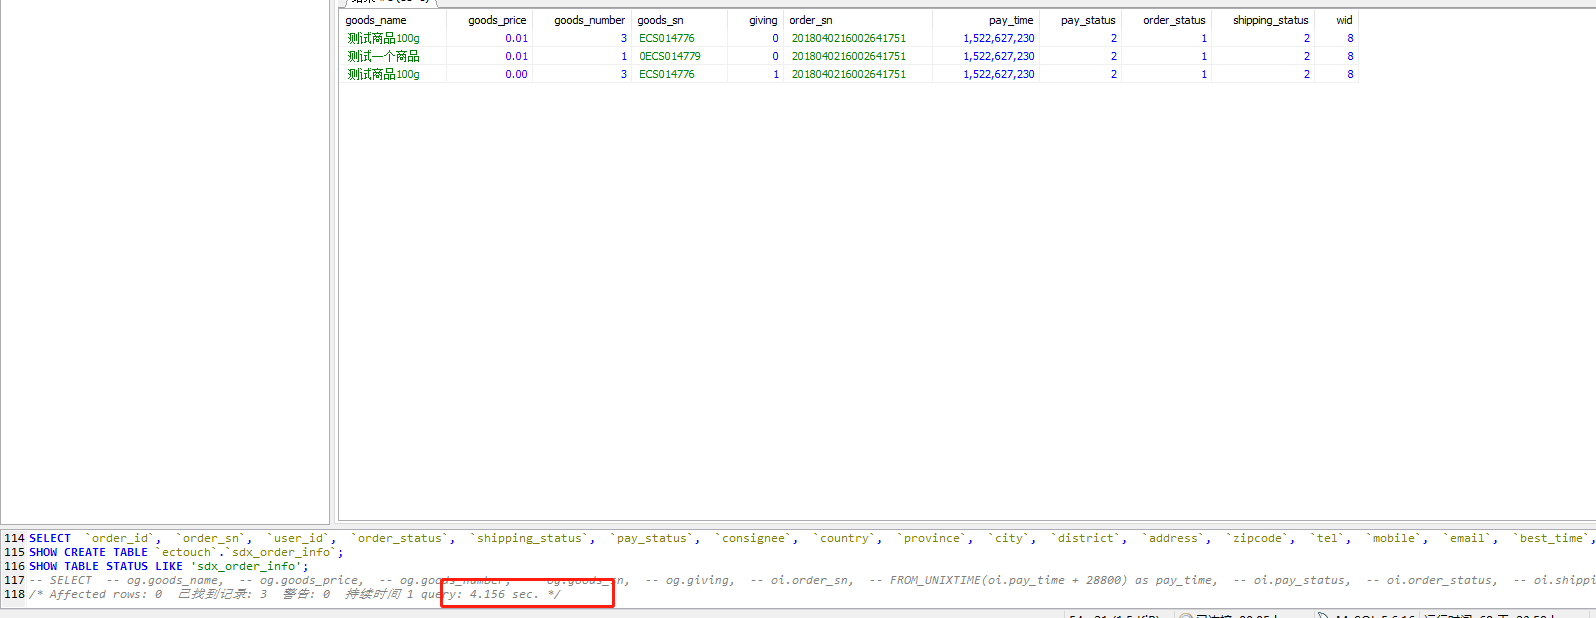 goods_name goods_price goods_number goods_sn giving order_sn pay_time pay_status order_status shipping_status wid
测试商品100g 0.01 3 ECS014776 0 2018040216002641751 1,522,627,230 2 1 2 8
测试一个商品 0.01 1 0ECS014779 0 2018040216002641751 1,522,627,230 2 1 2 8
测试商品100g 0.00 3 ECS014776 1 2018040216002641751 1,522,627,230 2 1 2 8
114 SELECT `order_id`, `order_sn`, `user_id`, `order_status`, `shipping_status`, `pay_status`, `consignee`, `country`, `province`, `city`, `district`, `address`, `zipcode`, `tel`, `mobile`, `email`, `best_time`,
115 SHOW CREATE TABLE `ectouch`.`sdx_order_info`;
116 SHOW TABLE STATUS LIKE 'sdx_order_info';
117 -- SELECT -- og.goods_name, -- og.goods_price, -- og.goods_number, -- og.goods_sn, -- og.giving, -- oi.order_sn, -- FROM_UNIXTIME(oi.pay_time + 28800) as pay_time, -- oi.pay_status, -- oi.order_status, -- oi.shippi
118 /* Affected rows: 0 已找到记录: 3 警告: 0 持续时间 1 query: 4.156 sec. */